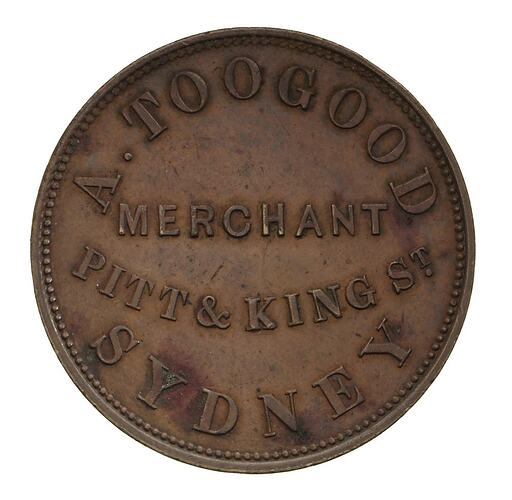 A. TOOGOOD
MERCHANT
PITT & KING ST
SYDNEY